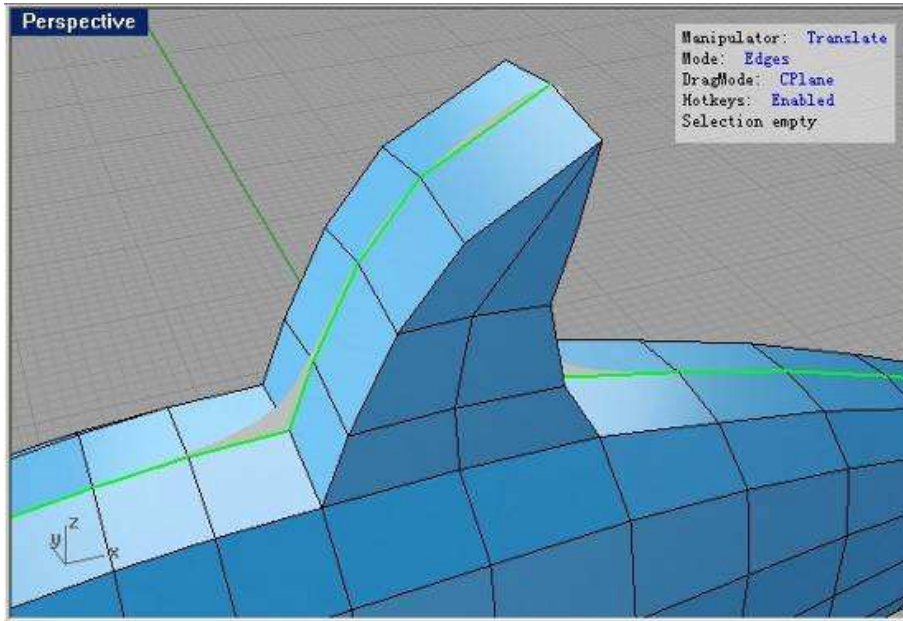 Perspective
Manipulator: Translate
Mode: Edges
DragMode: CPlane
Hotkeys: Enabled
Selection empty
z
y
x